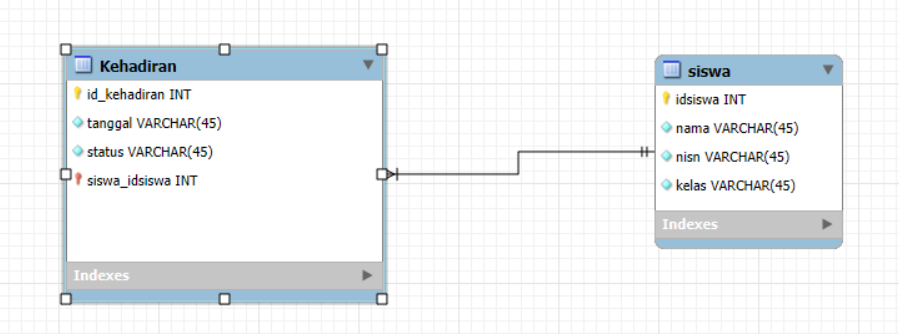 Kehadiran
id_kehadiran INT
tanggal VARCHAR(45)
status VARCHAR(45)
siswa_idsiswa INT
Indexes
siswa
idsiswa INT
nama VARCHAR(45)
nisn VARCHAR(45)
kelas VARCHAR(45)
Indexes